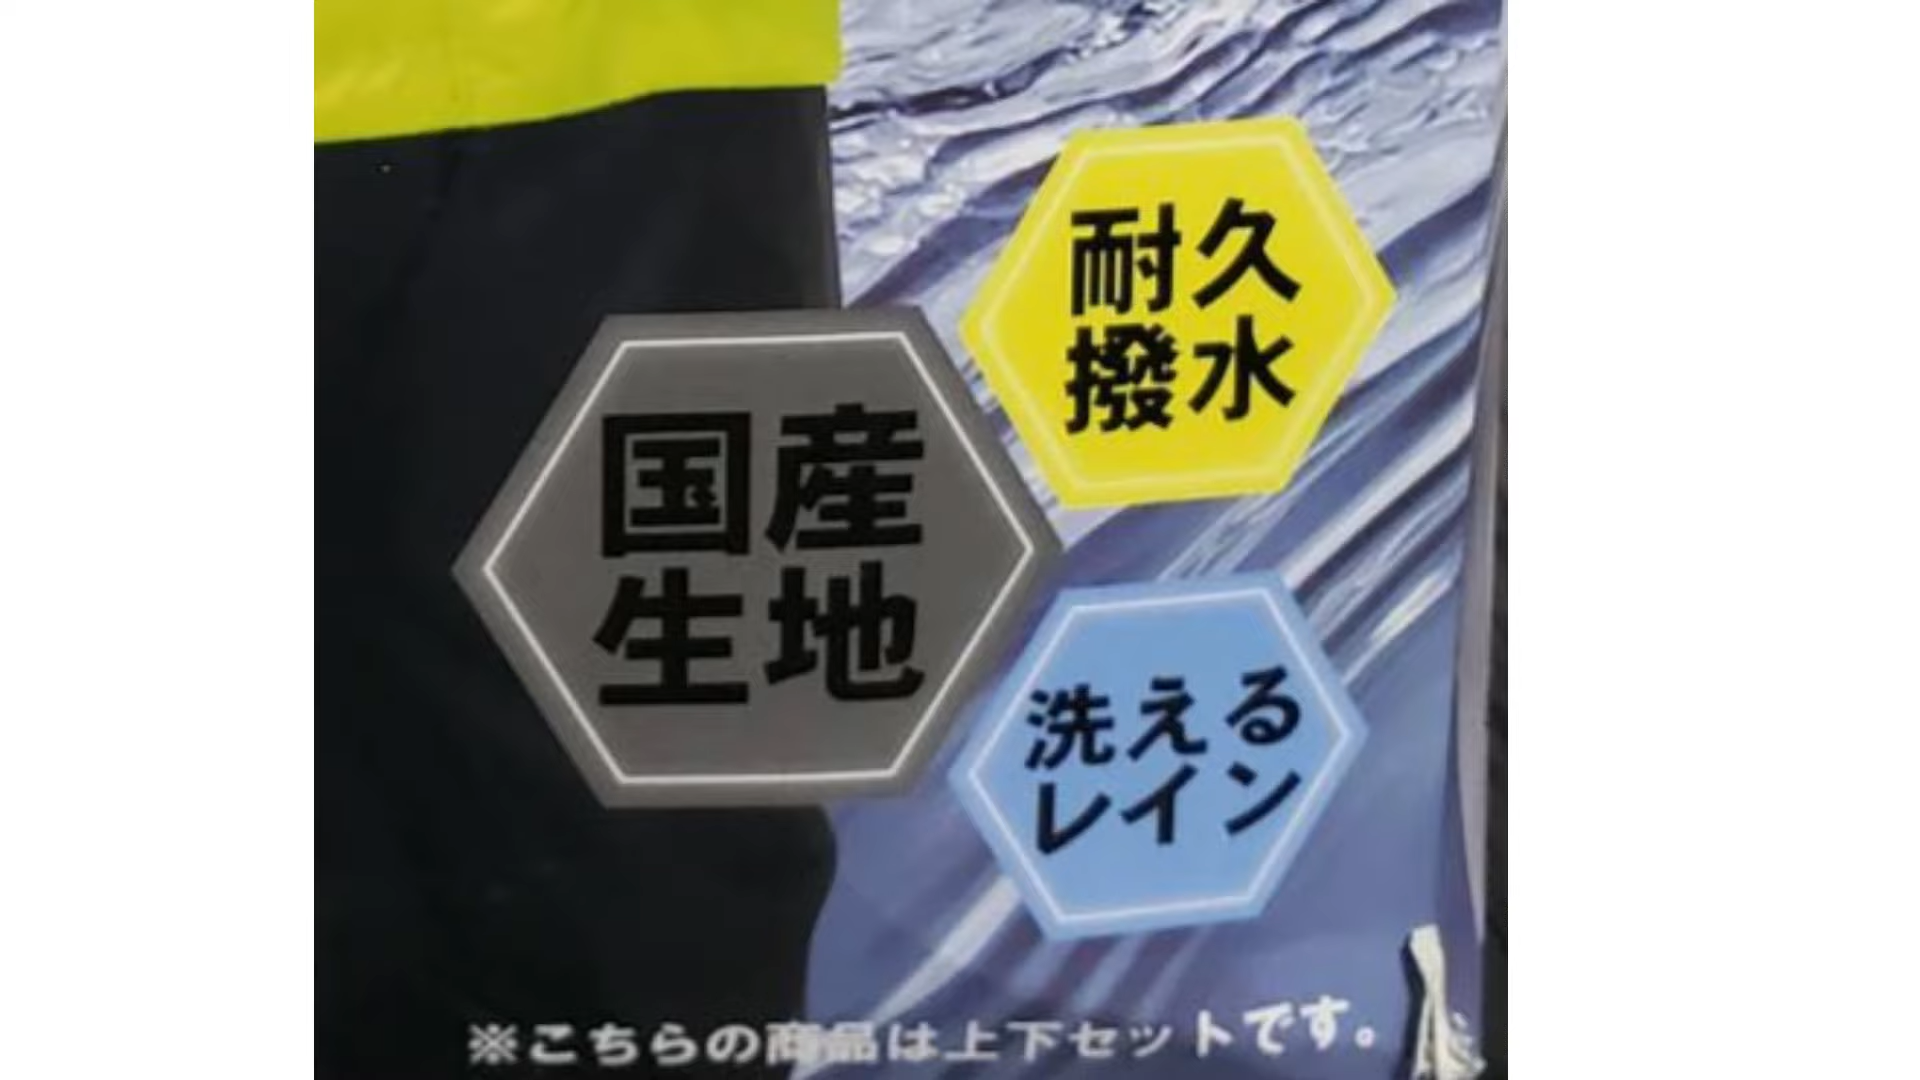 耐久
撥水
国産
生地
洗える
レイン
※こちらの商品は上下セットです。